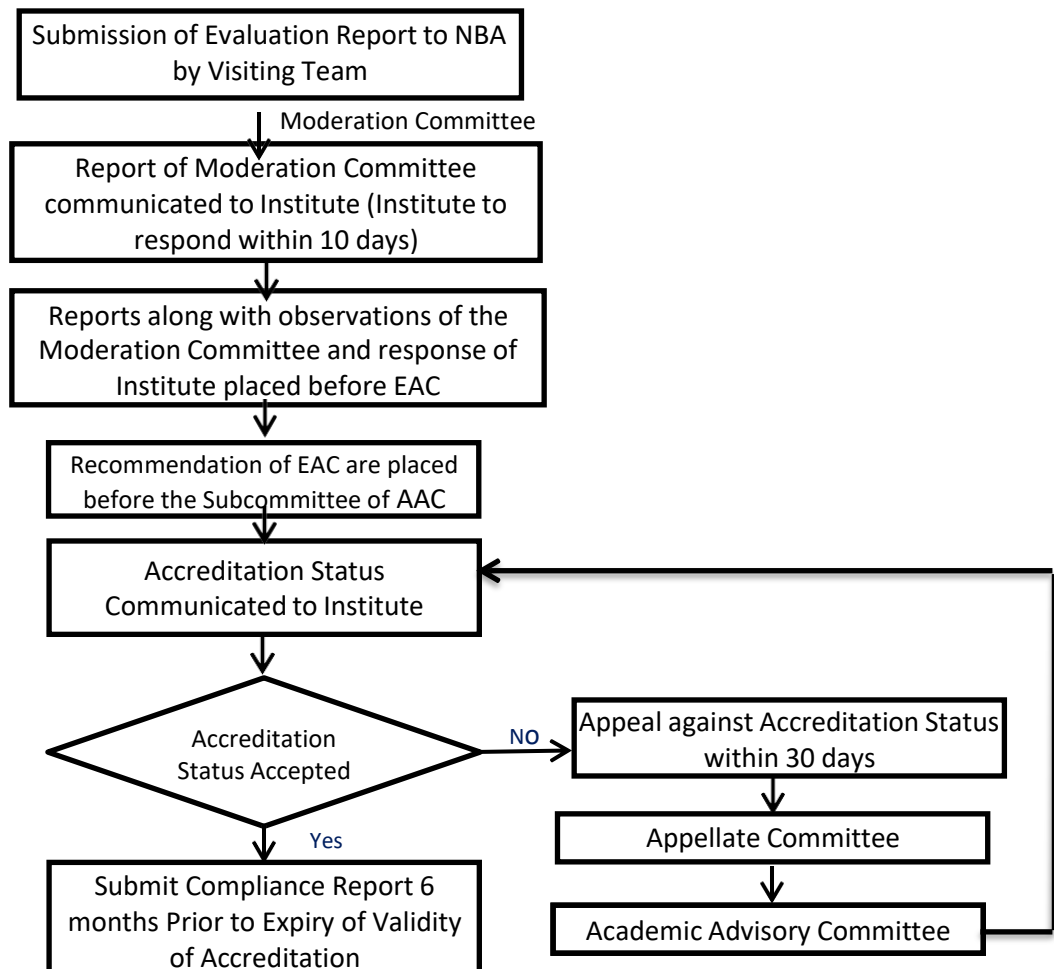 Submission of Evaluation Report to NBA
by Visiting Team
Moderation Committee
Report of Moderation Committee
communicated to Institute (Institute to
respond within 10 days)
Reports along with observations of the
Moderation Committee and response of
Institute placed before EAC
Recommendation of EAC are placed
before the Subcommittee of AAC
Accreditation Status
Communicated to Institute
Accreditation
Status Accepted
NO
Appeal against Accreditation Status
within 30 days
Appellate Committee
Academic Advisory Committee
Yes
Submit Compliance Report 6
months Prior to Expiry of Validity
of Accreditation